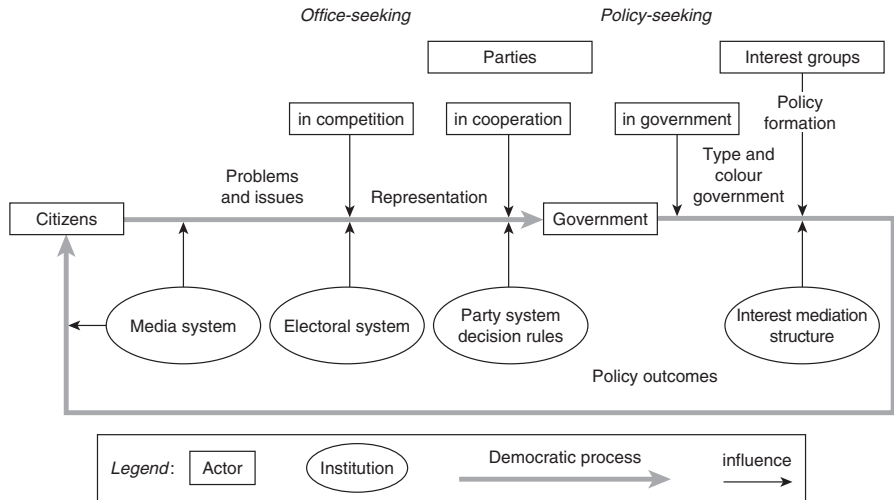 Office-seeking
Policy-seeking
Parties
Interest groups
in competition
in cooperation
in government
Policy
formation
Type and
colour
government
Problems
and issues
Representation
Citizens
Government
Media system
Electoral system
Party system
decision rules
Interest mediation
structure
Policy outcomes
Legend:
Actor
Institution
Democratic process
influence